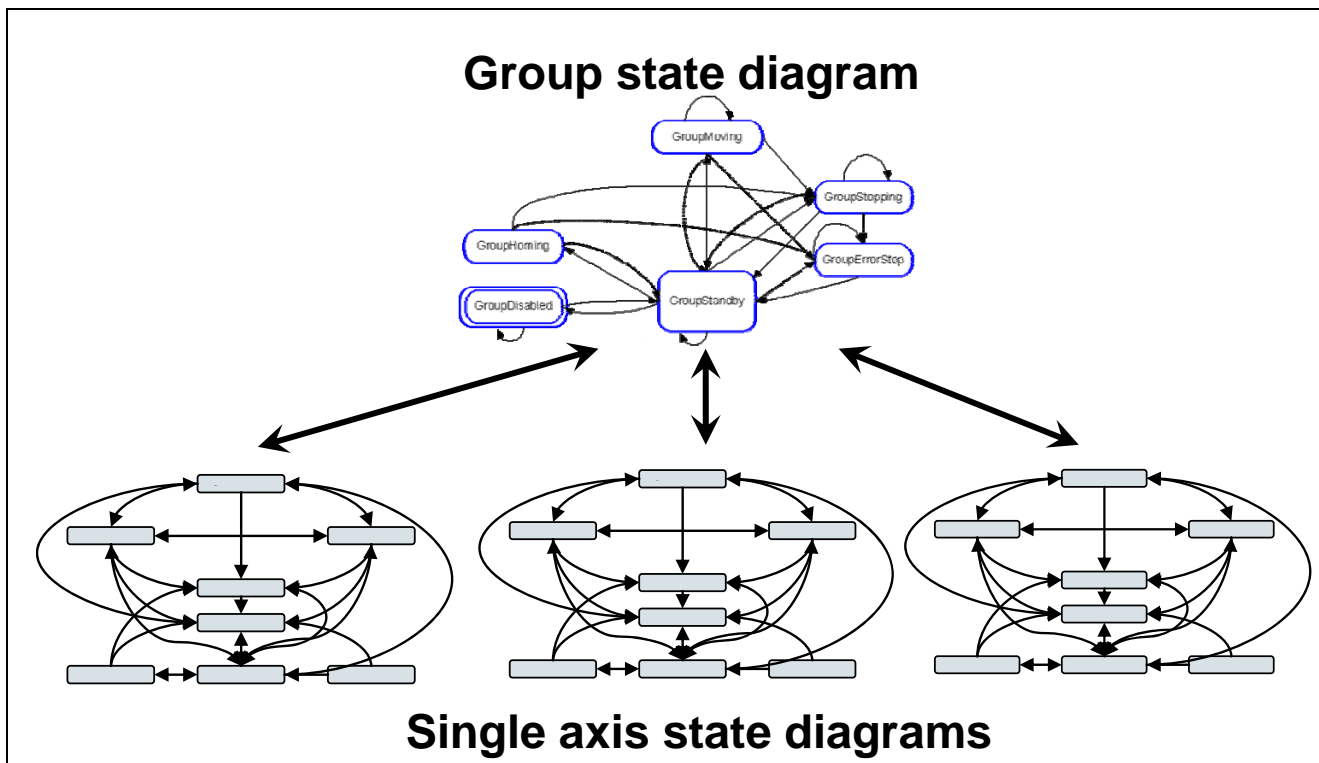 Group state diagram
GroupMoving
GroupStopping
GroupHoming
GroupErrorStop
GroupStandby
GroupDisabled
Single axis state diagrams